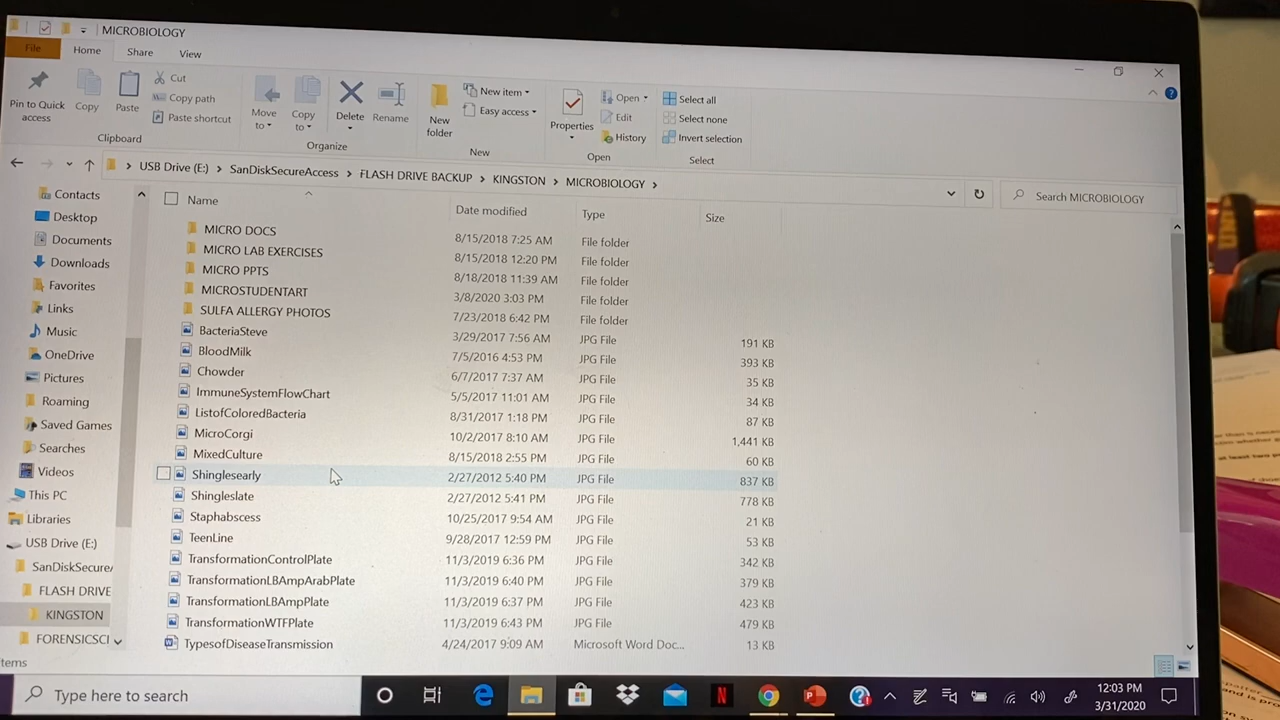 MICROBIOLOGY
File Home Share View
Pin to Quick access
Copy
Paste
Cut
Copy path
Paste shortcut
Clipboard
Move to
Copy to
Delete
Rename
Organize
New folder
New item
Easy access
New
Properties
Open
Edit
History
Open
Select all
Select none
Invert selection
Select
USB Drive (E:) > SanDiskSecureAccess > FLASH DRIVE BACKUP > KINGSTON > MICROBIOLOGY >
Search MICROBIOLOGY
Contacts
Desktop
Documents
Downloads
Favorites
Links
Music
OneDrive
Pictures
Roaming
Saved Games
Searches
Videos
This PC
Libraries
USB Drive (E:)
SanDiskSecureA
FLASH DRIVE
KINGSTON
FORENSICSCI
Name Date modified Type Size
MICRO DOCS 8/15/2018 7:25 AM File folder
MICRO LAB EXERCISES 8/15/2018 12:20 PM File folder
MICRO PPTS 8/18/2018 11:39 AM File folder
MICROSTUDENTART 3/8/2020 3:03 PM File folder
SULFA ALLERGY PHOTOS 7/23/2018 6:42 PM File folder
BacteriaSteve 3/29/2017 7:56 AM JPG File 191 KB
BloodMilk 7/5/2016 4:53 PM JPG File 393 KB
Chowder 6/7/2017 7:37 AM JPG File 35 KB
ImmuneSystemFlowChart 5/5/2017 11:01 AM JPG File 34 KB
ListofColoredBacteria 8/31/2017 1:18 PM JPG File 87 KB
MicroCorgi 10/2/2017 8:10 AM JPG File 1,441 KB
MixedCulture 8/15/2018 2:55 PM JPG File 60 KB
Shinglesearly 2/27/2012 5:40 PM JPG File 837 KB
Shingleslate 2/27/2012 5:41 PM JPG File 778 KB
Staphabscess 10/25/2017 9:54 AM JPG File 21 KB
TeenLine 9/28/2017 12:59 PM JPG File 53 KB
TransformationControlPlate 11/3/2019 6:36 PM JPG File 342 KB
TransformationLBAmpArabPlate 11/3/2019 6:40 PM JPG File 379 KB
TransformationLBAmpPlate 11/3/2019 6:37 PM JPG File 423 KB
TransformationWTFPlate 11/3/2019 6:43 PM JPG File 479 KB
TypesofDiseaseTransmission 4/24/2017 9:09 AM Microsoft Word Doc... 13 KB
tems
Type here to search
12:03 PM
3/31/2020